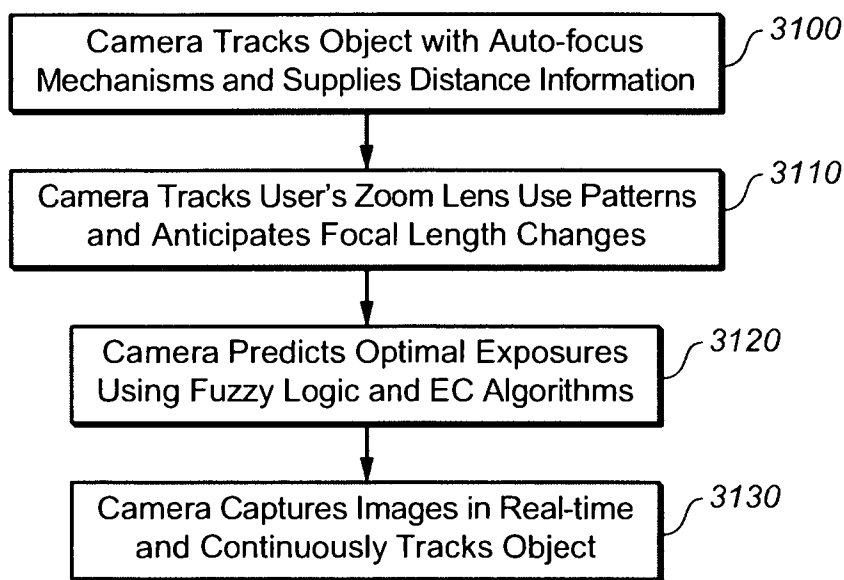 Camera Tracks Object with Auto-focus
Mechanisms and Supplies Distance Information
3100
Camera Tracks User's Zoom Lens Use Patterns
and Anticipates Focal Length Changes
3110
Camera Predicts Optimal Exposures
Using Fuzzy Logic and EC Algorithms
3120
Camera Captures Images in Real-time
and Continuously Tracks Object
3130